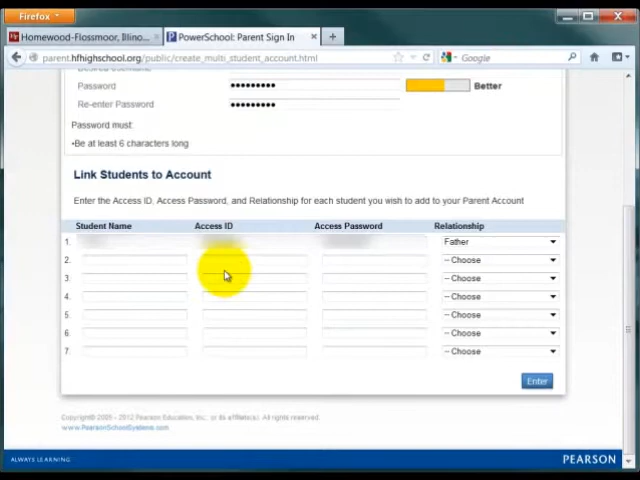 Firefox
Homewood-Flossmoor, Illino...
PowerSchool: Parent Sign In
parent.hfhighschool.org/public/create_multi_student_account.html
Google
Desired Username
Password
Better
Re-enter Password
Password must:
•Be at least 6 characters long
Link Students to Account
Enter the Access ID, Access Password, and Relationship for each student you wish to add to your Parent Account
Student Name Access ID Access Password Relationship
1. Father
2. -- Choose
3. -- Choose
4. -- Choose
5. -- Choose
6. -- Choose
7. -- Choose
Enter
Copyright© 2005 - 2012 Pearson Education, Inc., or its affiliate(s). All rights reserved.
www.PearsonSchoolSystems.com
ALWAYS LEARNING
PEARSON